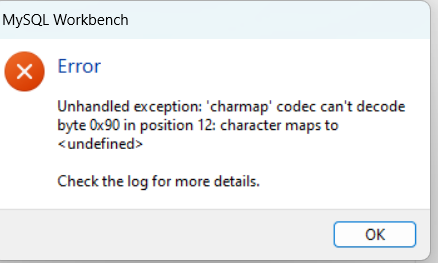 MySQL Workbench
Error
Unhandled exception: 'charmap' codec can't decode
byte 0x90 in position 12: character maps to
<undefined>
Check the log for more details.
OK